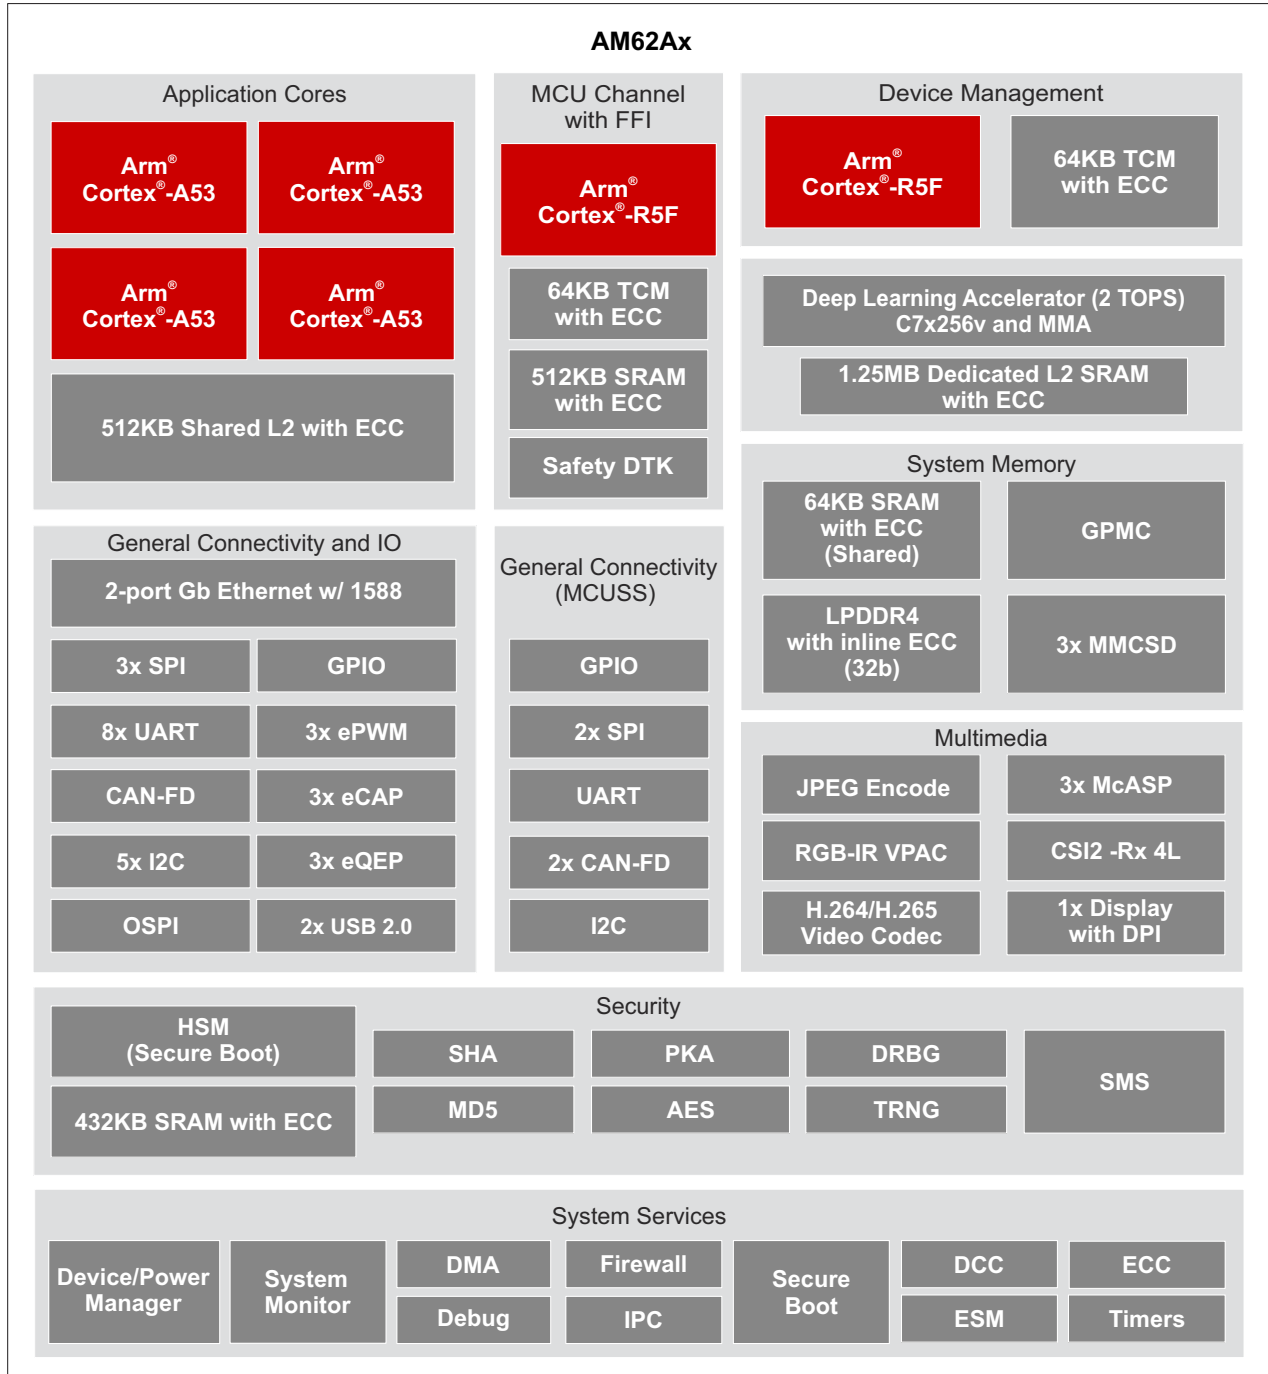 AM62Ax
Application Cores
Arm®
Cortex®-A53
Arm®
Cortex®-A53
Arm®
Cortex®-A53
Arm®
Cortex®-A53
512KB Shared L2 with ECC
MCU Channel
with FFI
Arm®
Cortex®-R5F
64KB TCM
with ECC
512KB SRAM
with ECC
Safety DTK
Device Management
Arm®
Cortex®-R5F
64KB TCM
with ECC
Deep Learning Accelerator (2 TOPS)
C7x256v and MMA
1.25MB Dedicated L2 SRAM
with ECC
System Memory
64KB SRAM
with ECC
(Shared)
GPMC
LPDDR4
with inline ECC
(32b)
3x MMCSD
General Connectivity and IO
2-port Gb Ethernet w/ 1588
3x SPI
GPIO
8x UART
3x ePWM
CAN-FD
3x eCAP
5x I2C
3x eQEP
OSPI
2x USB 2.0
General Connectivity
(MCUSS)
GPIO
2x SPI
UART
2x CAN-FD
I2C
Multimedia
JPEG Encode
3x McASP
RGB-IR VPAC
CSI2 -Rx 4L
H.264/H.265
Video Codec
1x Display
with DPI
Security
HSM
(Secure Boot)
432KB SRAM with ECC
SHA
PKA
DRBG
MD5
AES
TRNG
SMS
System Services
Device/Power
Manager
System
Monitor
DMA
Debug
Firewall
IPC
Secure
Boot
DCC
ESM
ECC
Timers